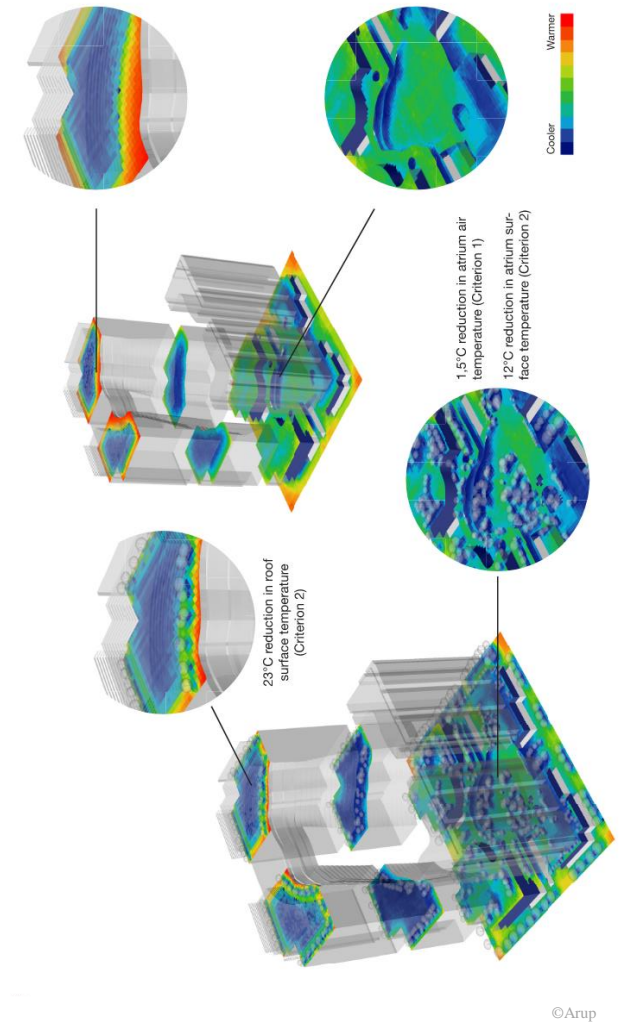 Cooler
Warmer
1,5°C reduction in atrium air
temperature (Criterion 1)
12°C reduction in atrium sur-
face temperature (Criterion 2)
23°C reduction in roof
surface temperature
(Criterion 2)
©Arup